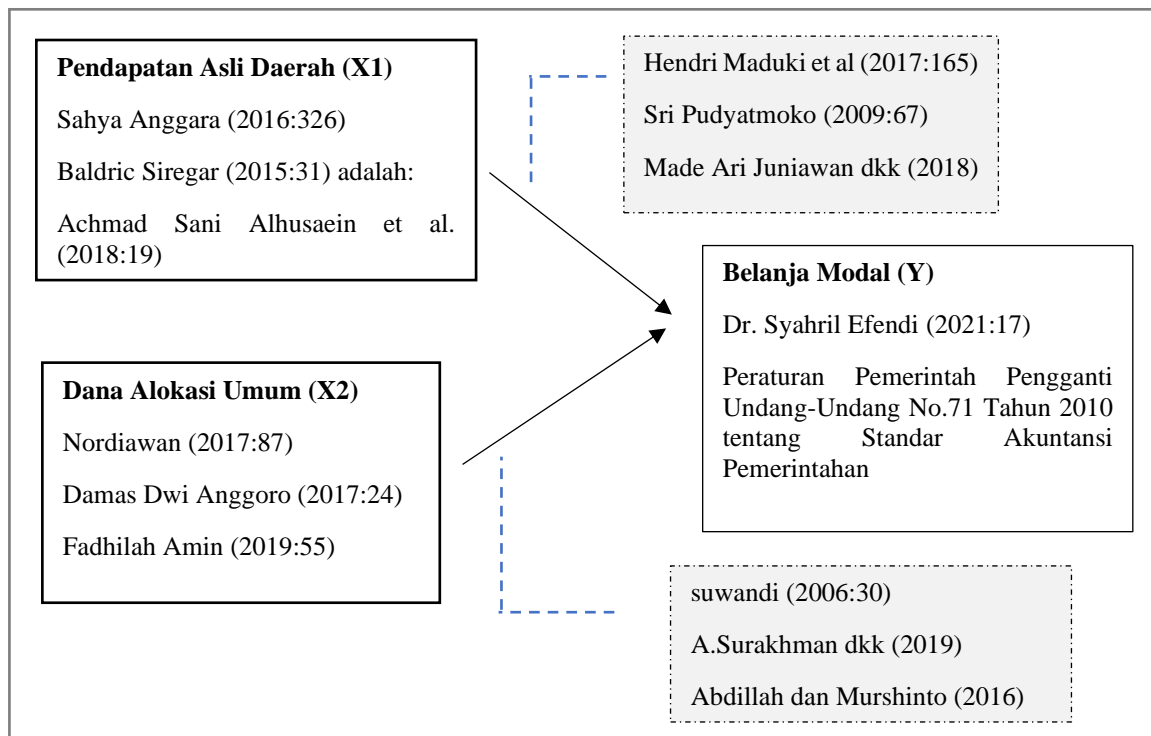 Pendapatan Asli Daerah (X1)
Sahya Anggara (2016:326)
Baldric Siregar (2015:31) adalah:
Achmad Sani Alhusaein et al.
(2018:19)
Hendri Maduki et al (2017:165)
Sri Pudyatmoko (2009:67)
Made Ari Juniawan dkk (2018)
Belanja Modal (Y)
Dr. Syahril Efendi (2021:17)
Peraturan Pemerintah Pengganti
Undang-Undang No.71 Tahun 2010
tentang Standar Akuntansi
Pemerintahan
Dana Alokasi Umum (X2)
Nordiawan (2017:87)
Damas Dwi Anggoro (2017:24)
Fadhilah Amin (2019:55)
suwandi (2006:30)
A.Surakhman dkk (2019)
Abdillah dan Murshinto (2016)